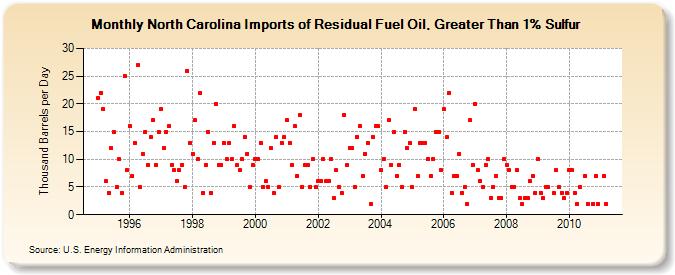 Monthly North Carolina Imports of Residual Fuel Oil, Greater Than 1% Sulfur
Thousand Barrels per Day
30
25
20
15
10
5
0
1996 1998 2000 2002 2004 2006 2008 2010
Source: U.S. Energy Information Administration